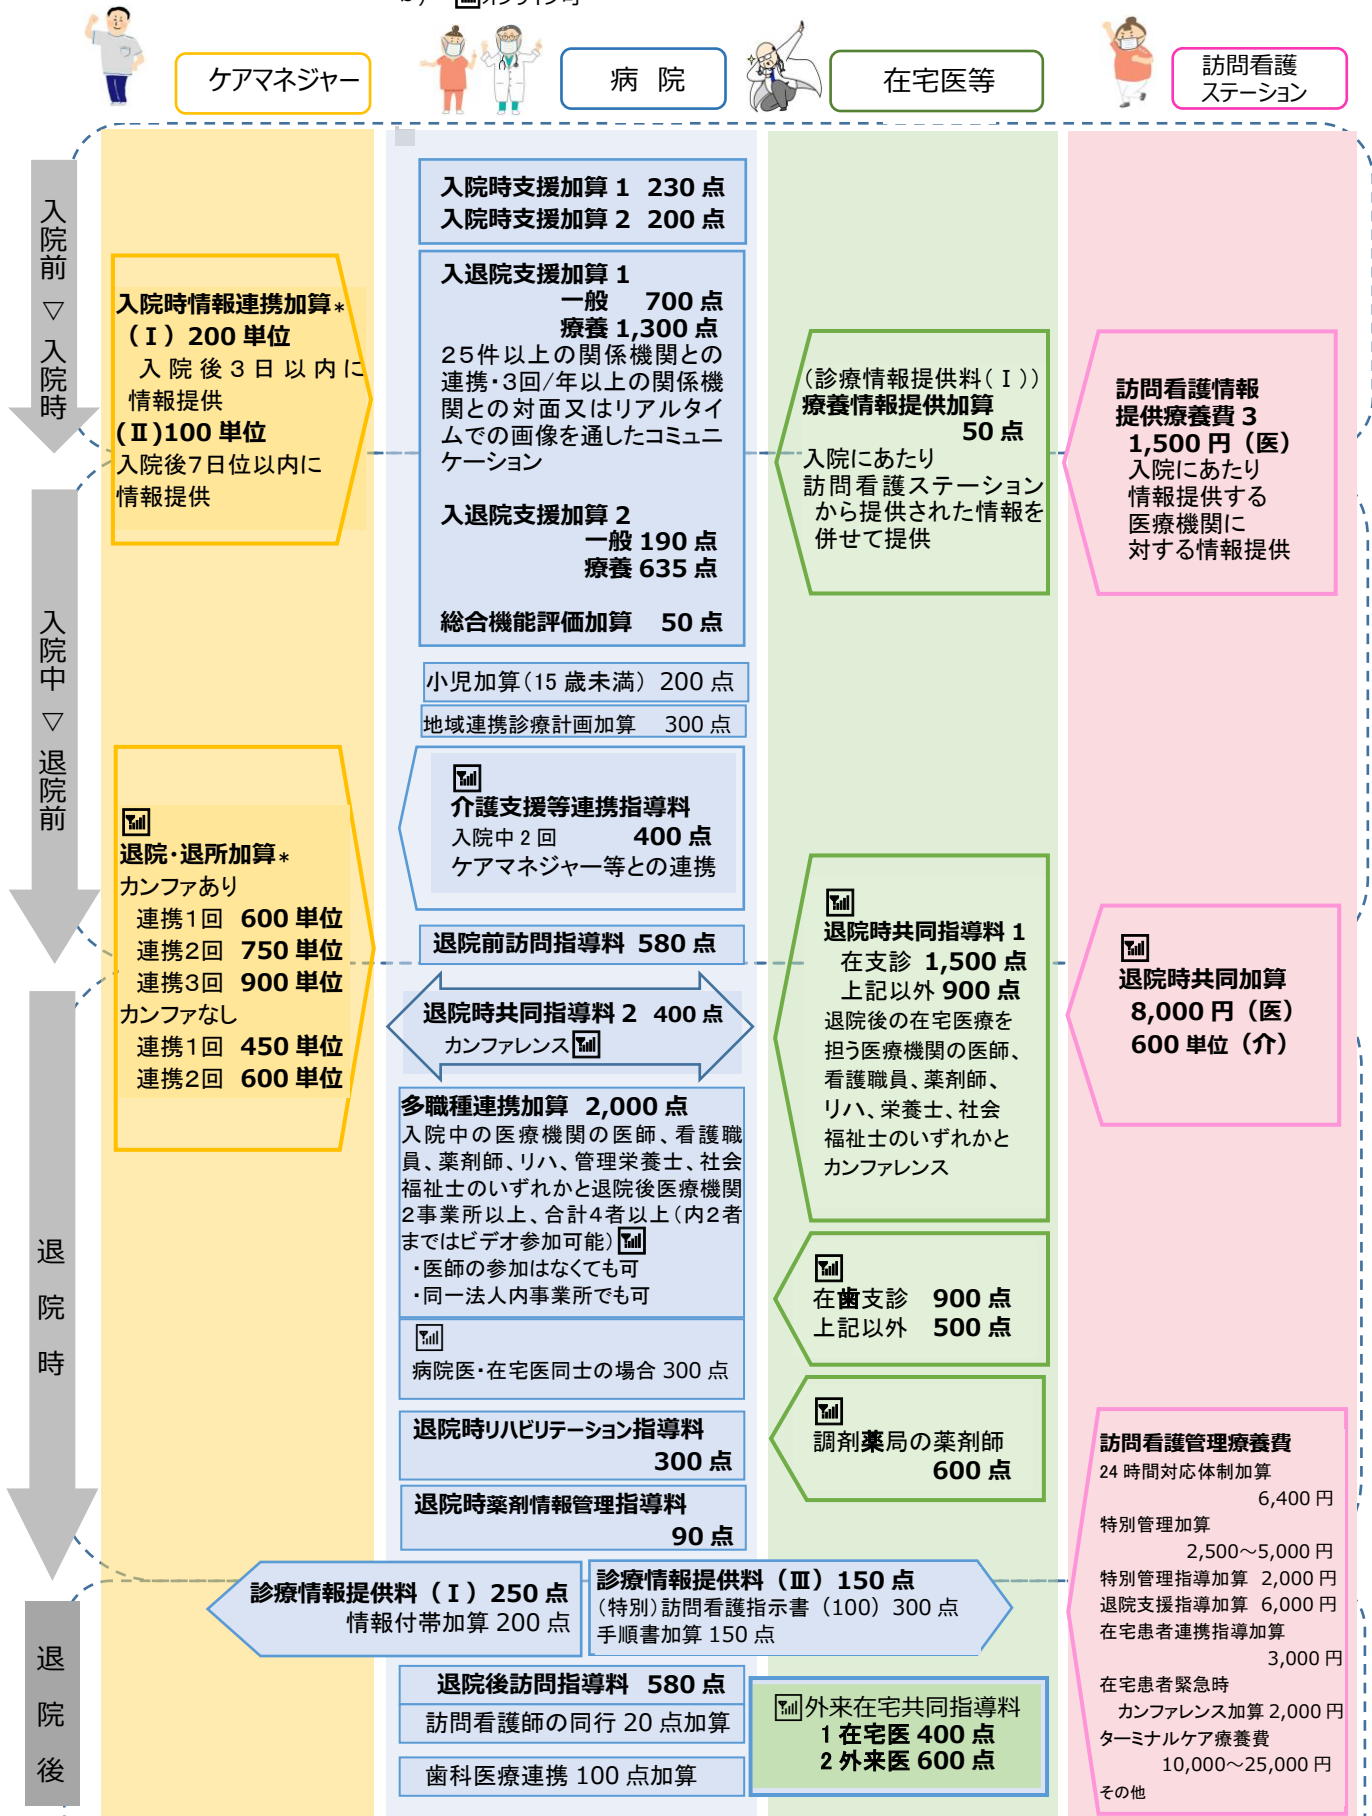 ケアマネジャー
病 院
在宅医等
訪問看護
ステーション
入院前 ▽ 入院時
入院中 ▽ 退院前
退院時
退院後
入院時情報連携加算*
(Ⅰ) 200 単位
入院後3日以内に
情報提供
(Ⅱ)100 単位
入院後7日位以内に
情報提供
退院・退所加算*
カンファあり
連携1回 600 単位
連携2回 750 単位
連携3回 900 単位
カンファなし
連携1回 450 単位
連携2回 600 単位
入院時支援加算 1 230 点
入院時支援加算 2 200 点
入退院支援加算 1
一般 700 点
療養 1,300 点
25件以上の関係機関との
連携・3回/年以上の関係機
関との対面又はリアルタイ
ムでの画像を通したコミュニ
ケーション
入退院支援加算 2
一般 190 点
療養 635 点
総合機能評価加算 50 点
小児加算(15 歳未満) 200 点
地域連携診療計画加算 300 点
介護支援等連携指導料
入院中 2 回 400 点
ケアマネジャー等との連携
退院前訪問指導料 580 点
退院時共同指導料 2 400 点
カンファレンス
多職種連携加算 2,000 点
入院中の医療機関の医師、看護職
員、薬剤師、リハ、管理栄養士、社会
福祉士のいずれかと退院後医療機関
2事業所以上、合計4者以上(内2者
まではビデオ参加可能)
・医師の参加はなくても可
・同一法人内事業所でも可
病院医・在宅医同士の場合 300 点
退院時リハビリテーション指導料
300 点
退院時薬剤情報管理指導料
90 点
診療情報提供料 (Ⅰ) 250 点
情報付帯加算 200 点
診療情報提供料 (Ⅲ) 150 点
(特別)訪問看護指示書 (100) 300 点
手順書加算 150 点
退院後訪問指導料 580 点
訪問看護師の同行 20 点加算
歯科医療連携 100 点加算
(診療情報提供料(Ⅰ))
療養情報提供加算
50 点
入院にあたり
訪問看護ステーション
から提供された情報を
併せて提供
退院時共同指導料 1
在支診 1,500 点
上記以外 900 点
退院後の在宅医療を
担う医療機関の医師、
看護職員、薬剤師、
リハ、栄養士、社会
福祉士のいずれかと
カンファレンス
在歯支診 900 点
上記以外 500 点
調剤薬局の薬剤師
600 点
外来在宅共同指導料
1 在宅医 400 点
2 外来医 600 点
訪問看護情報
提供療養費 3
1,500 円 (医)
入院にあたり
情報提供する
医療機関に
対する情報提供
退院時共同加算
8,000 円 (医)
600 単位 (介)
訪問看護管理療養費
24 時間対応体制加算
6,400 円
特別管理加算
2,500～5,000 円
特別管理指導加算 2,000 円
退院支援指導加算 6,000 円
在宅患者連携指導加算
3,000 円
在宅患者緊急時
カンファレンス加算 2,000 円
ターミナルケア療養費
10,000～25,000 円
その他